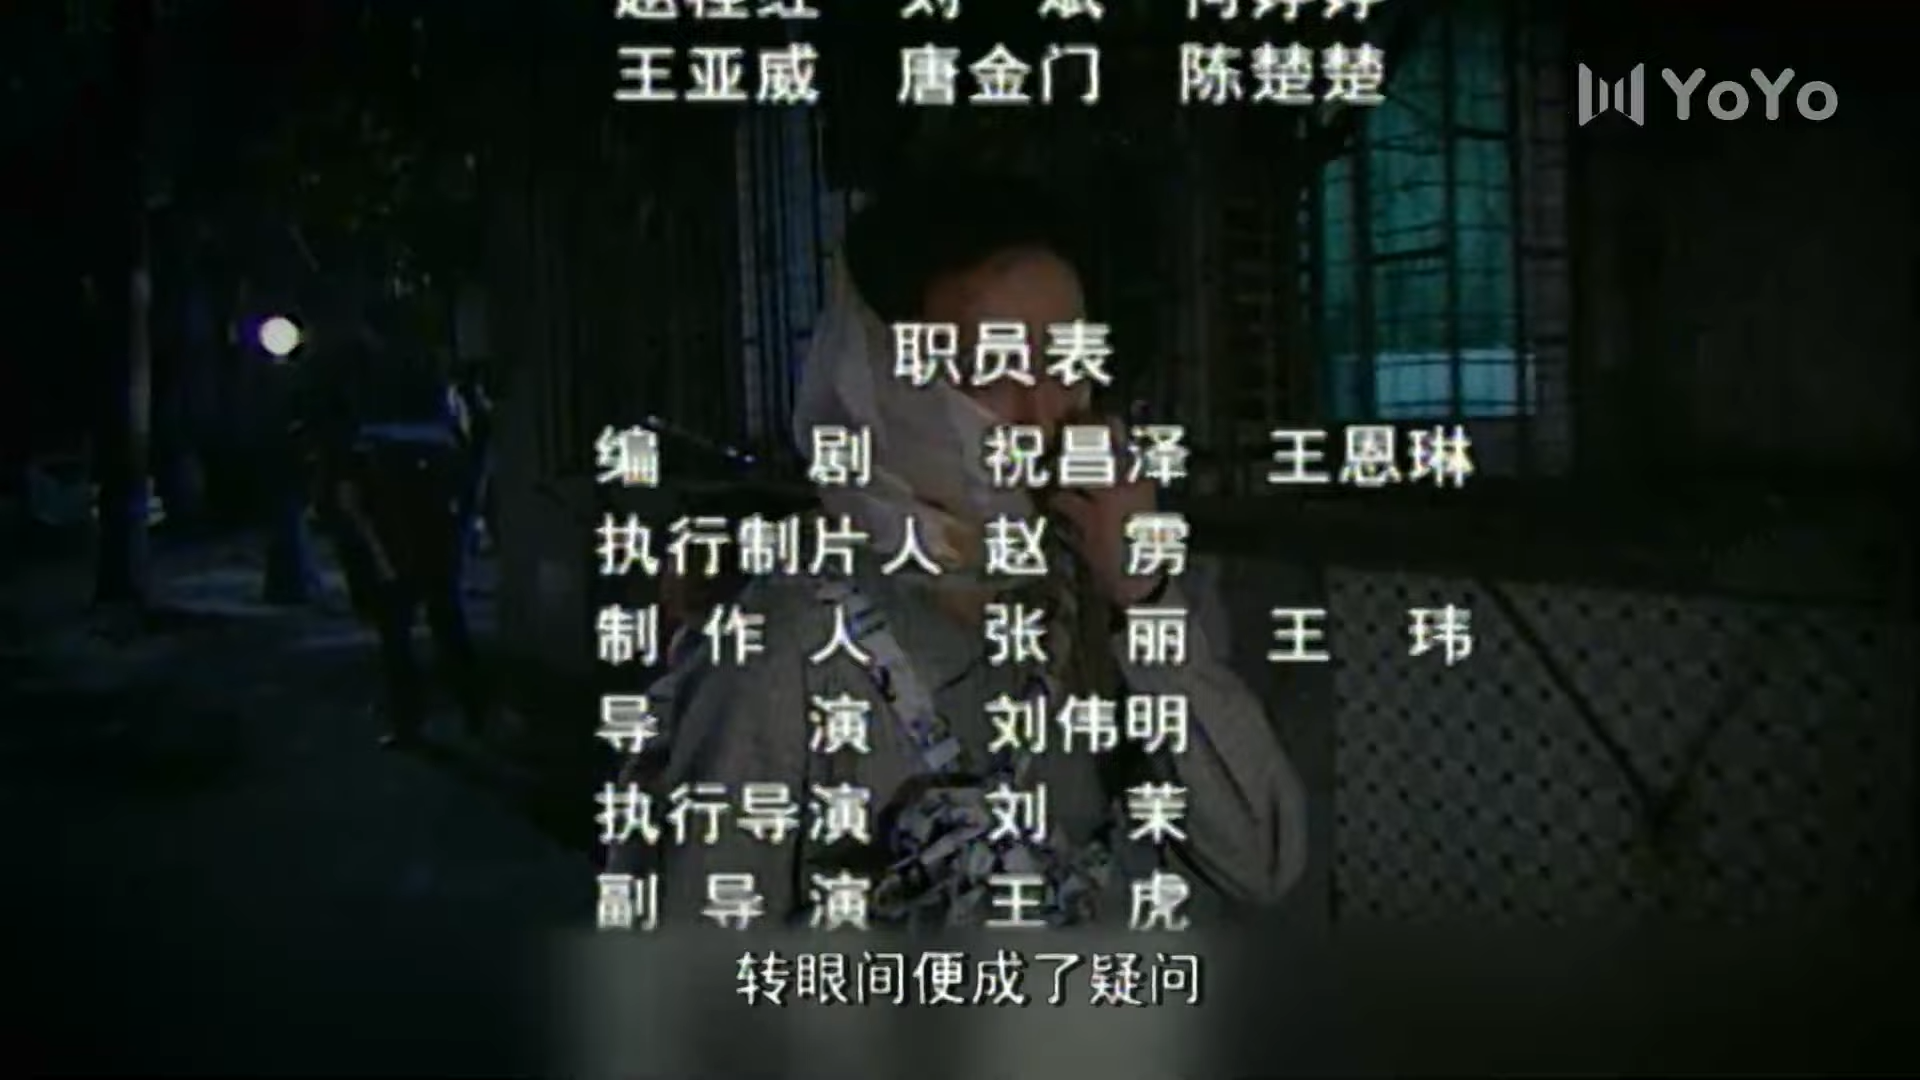 王亚威 唐金门 陈楚楚
YoYo
职员表
编 剧 祝昌泽 王恩琳
执行制片人 赵 雳
制 作 人 张 丽 王 玮
导 演 刘伟明
执行导演 刘 茉
副 导 演 王 虎
转眼间便成了疑问